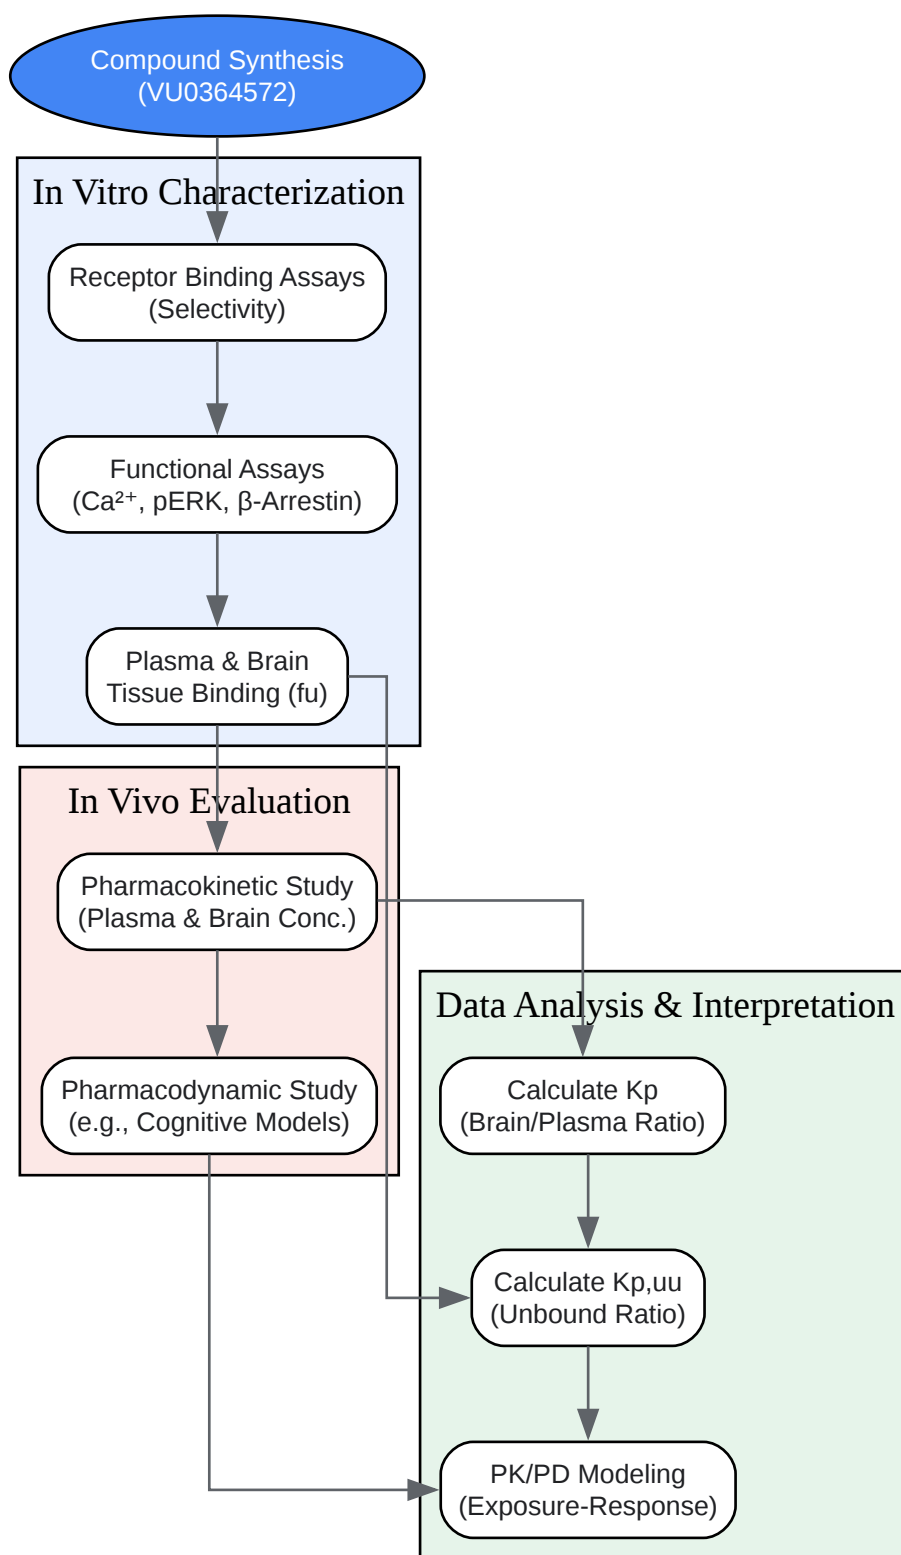 Compound Synthesis
(VU0364572)
In Vitro Characterization
Receptor Binding Assays
(Selectivity)
Functional Assays
(Ca²⁺, pERK, β-Arrestin)
Plasma & Brain
Tissue Binding (fu)
In Vivo Evaluation
Pharmacokinetic Study
(Plasma & Brain Conc.)
Pharmacodynamic Study
(e.g., Cognitive Models)
Data Analysis & Interpretation
Calculate Kp
(Brain/Plasma Ratio)
Calculate Kp,uu
(Unbound Ratio)
PK/PD Modeling
(Exposure-Response)